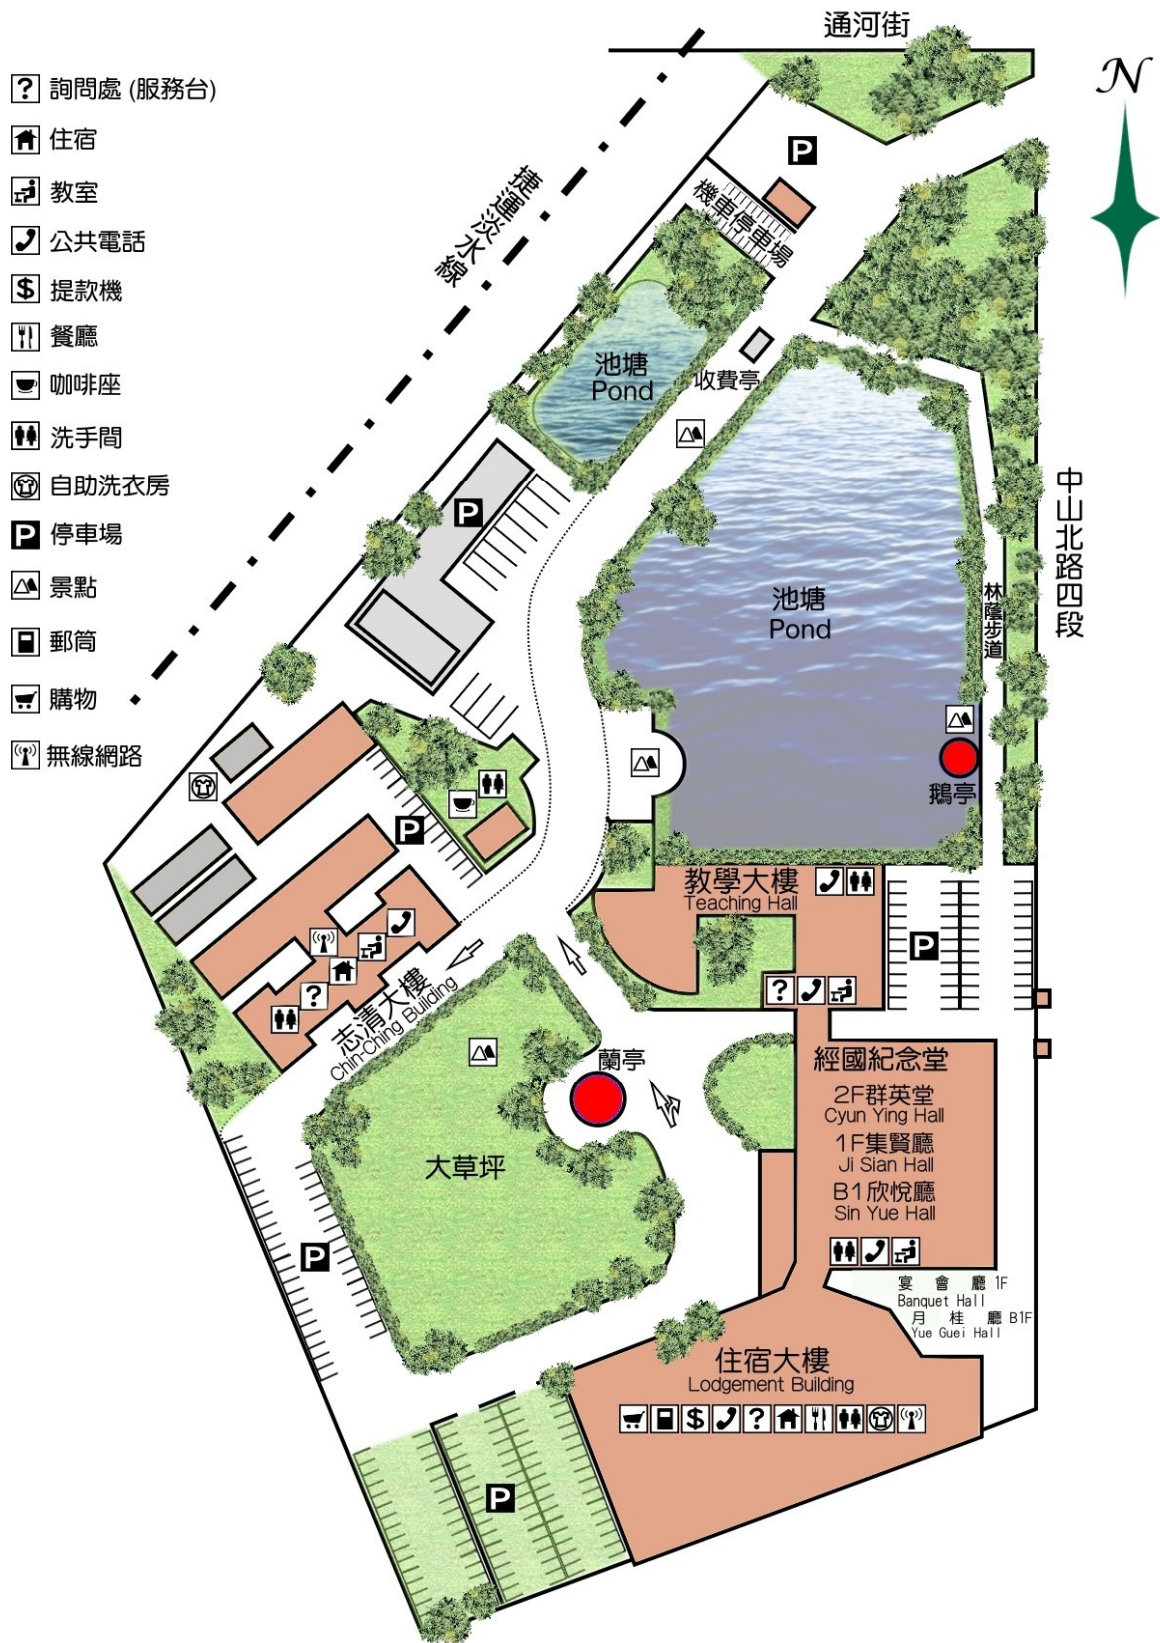 通河街
N
? 詢問處 (服務台)
住宿
教室
公共電話
$ 提款機
餐廳
咖啡座
洗手間
自助洗衣房
P 停車場
景點
郵筒
購物
無線網路
捷運淡水線
P
機車停車場
池塘
Pond
收費亭
P
中山北路四段
池塘
Pond
林蔭步道
鵝亭
P
教學大樓
Teaching Hall
P
?
?
志清大樓
Chin-Ching Building
蘭亭
經國紀念堂
2F群英堂
Cyun Ying Hall
1F集賢廳
Ji Sian Hall
B1欣悅廳
Sin Yue Hall
大草坪
P
宴會廳 1F
Banquet Hall
月桂廳 B1F
Yue Guei Hall
住宿大樓
Lodgement Building
$ ?
P